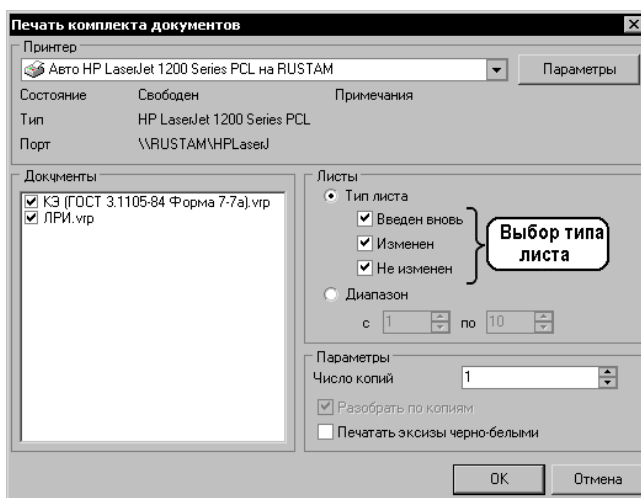 Печать комплекта документов
Принтер
Авто HP LaserJet 1200 Series PCL на RUSTAM
Параметры
Состояние Свободен Примечания
Тип HP LaserJet 1200 Series PCL
Порт \\RUSTAM\HPLaserJ
Документы
КЭ (ГОСТ 3.1105-84 Форма 7-7а).vrp
ЛРИ.vrp
Листы
Тип листа
Введен вновь
Изменен
Не изменен
Выбор типа
листа
Диапазон
с 1 по 10
Параметры
Число копий 1
Разобрать по копиям
Печатать эксизы черно-белыми
OK Отмена